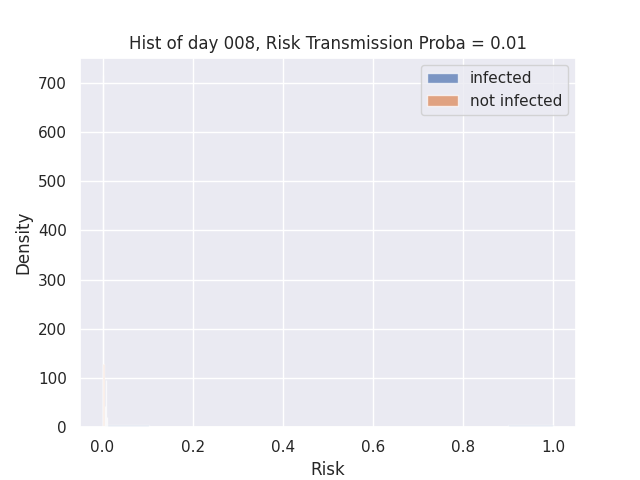 Hist of day 008, Risk Transmission Proba = 0.01
infected
not infected
Density
700
600
500
400
300
200
100
0
0.0 0.2 0.4 0.6 0.8 1.0
Risk